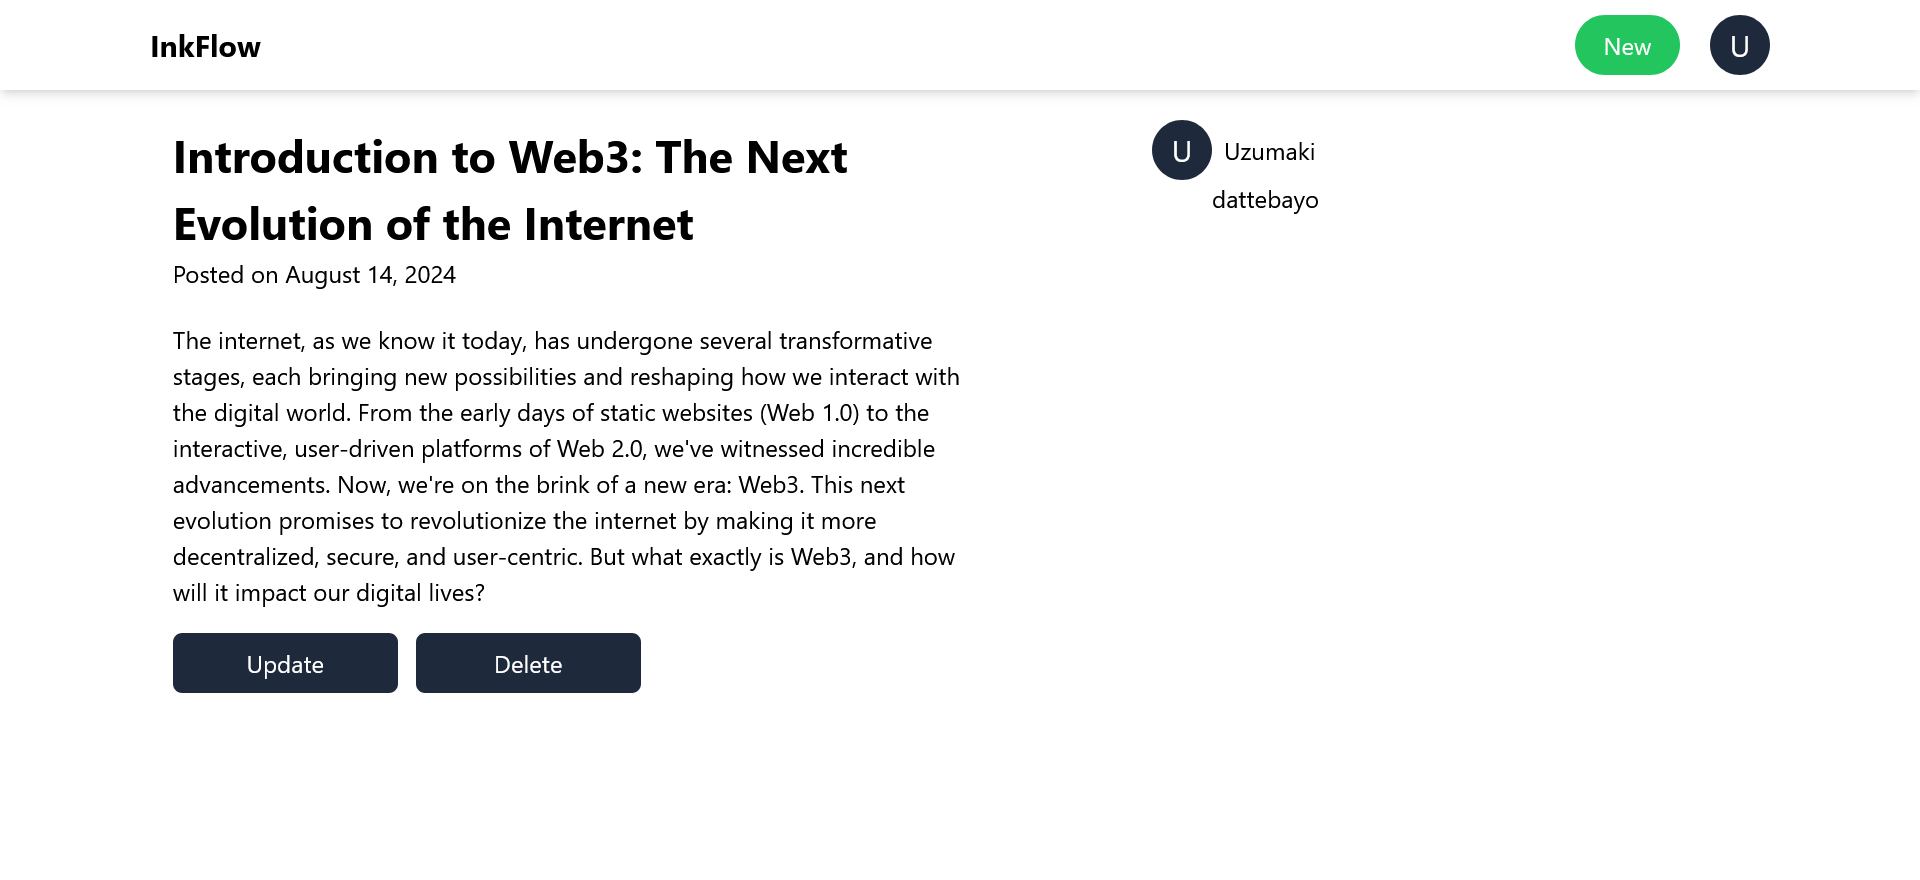 InkFlow
New
U
Introduction to Web3: The Next
Evolution of the Internet
Posted on August 14, 2024
The internet, as we know it today, has undergone several transformative
stages, each bringing new possibilities and reshaping how we interact with
the digital world. From the early days of static websites (Web 1.0) to the
interactive, user-driven platforms of Web 2.0, we've witnessed incredible
advancements. Now, we're on the brink of a new era: Web3. This next
evolution promises to revolutionize the internet by making it more
decentralized, secure, and user-centric. But what exactly is Web3, and how
will it impact our digital lives?
Update
Delete
U
Uzumaki
dattebayo